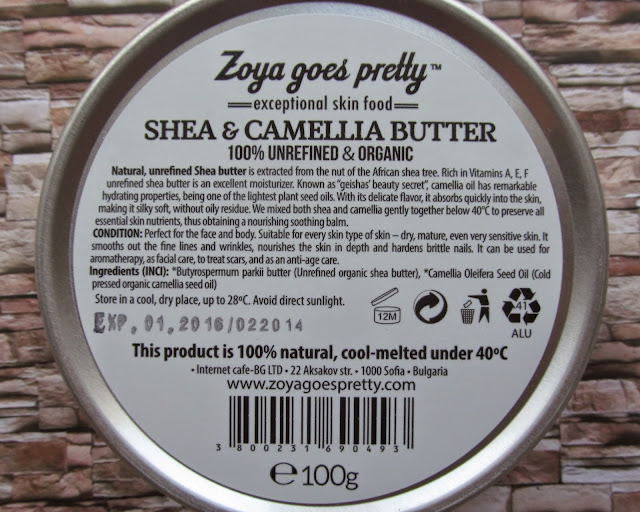 Zoya goes pretty™
exceptional skin food
SHEA & CAMELLIA BUTTER
100% UNREFINED & ORGANIC
Natural, unrefined Shea butter is extracted from the nut of the African shea tree. Rich in Vitamins A, E, F
unrefined shea butter is an excellent moisturizer. Known as "geishas' beauty secret", camellia oil has remarkable
hydrating properties, being one of the lightest plant seed oils. With its delicate flavor, it absorbs quickly into the skin,
making it silky soft, without oily residue. We mixed both shea and camellia gently together below 40°C to preserve all
essential skin nutrients, thus obtaining a nourishing soothing balm.
CONDITION: Perfect for the face and body. Suitable for every skin type of skin – dry, mature, even very sensitive skin. It
smooths out the fine lines and wrinkles, nourishes the skin in depth and hardens brittle nails. It can be used for
aromatherapy, as facial care, to treat scars, and as an anti-age care.
Ingredients (INCI): *Butyrospermum parkii butter (Unrefined organic shea butter), *Camellia Oleifera Seed Oil (Cold
pressed organic camellia seed oil)
Store in a cool, dry place, up to 28°C. Avoid direct sunlight.
EXP. 01.2016/022014
12M
41
ALU
This product is 100% natural, cool-melted under 40°C
• Internet cafe-BG LTD • 22 Aksakov str. • 1000 Sofia • Bulgaria
www.zoyagoespretty.com
3 800231 690493
℮100g